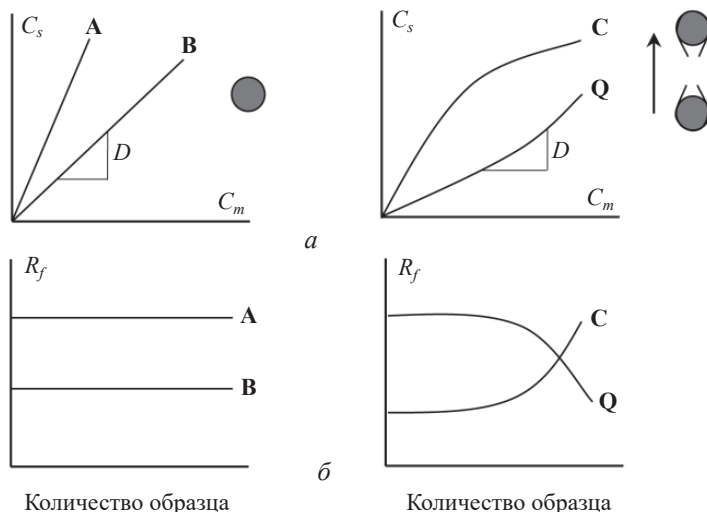 C_s
A
B
D
C_m
C_s
C
Q
D
C_m
а
R_f
A
B
R_f
C
Q
б
Количество образца
Количество образца